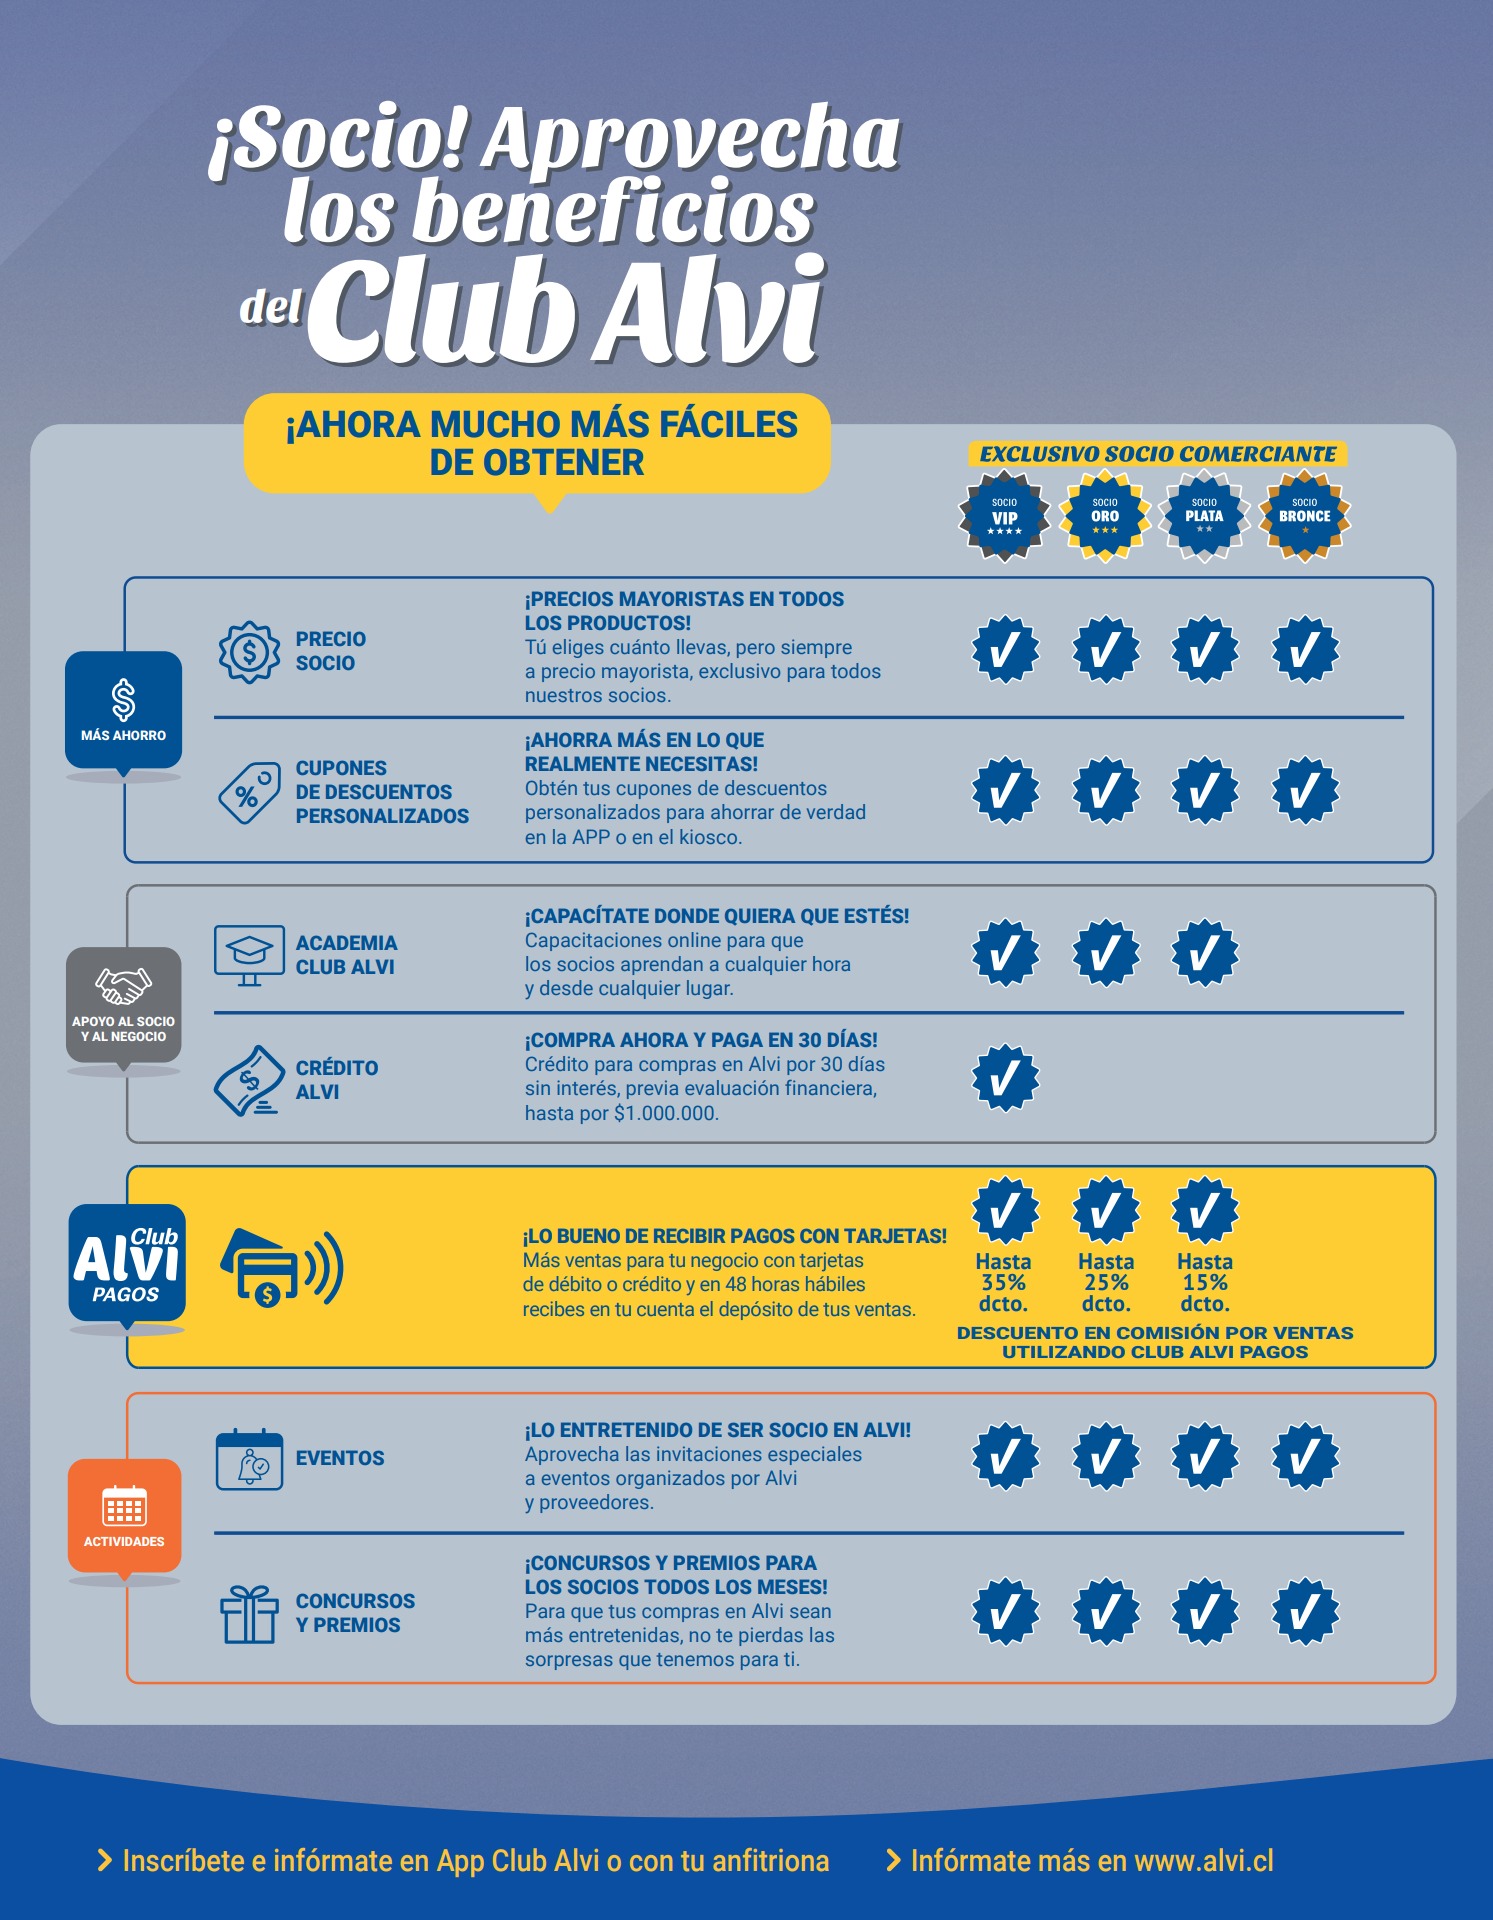 ¡Socio! Aprovecha
los beneficios
del Club Alvi
¡AHORA MUCHO MÁS FÁCILES
DE OBTENER
EXCLUSIVO SOCIO COMERCIANTE
SOCIO
VIP
SOCIO
ORO
SOCIO
PLATA
SOCIO
BRONCE
$
MÁS AHORRO
$
PRECIO
SOCIO
¡PRECIOS MAYORISTAS EN TODOS
LOS PRODUCTOS!
Tú eliges cuánto llevas, pero siempre
a precio mayorista, exclusivo para todos
nuestros socios.
%
CUPONES
DE DESCUENTOS
PERSONALIZADOS
¡AHORRA MÁS EN LO QUE
REALMENTE NECESITAS!
Obtén tus cupones de descuentos
personalizados para ahorrar de verdad
en la APP o en el kiosco.
APOYO AL SOCIO
Y AL NEGOCIO
ACADEMIA
CLUB ALVI
¡CAPACÍTATE DONDE QUIERA QUE ESTÉS!
Capacitaciones online para que
los socios aprendan a cualquier hora
y desde cualquier lugar.
$
CRÉDITO
ALVI
¡COMPRA AHORA Y PAGA EN 30 DÍAS!
Crédito para compras en Alvi por 30 días
sin interés, previa evaluación financiera,
hasta por $1.000.000.
Club
Alvi
PAGOS
$
¡LO BUENO DE RECIBIR PAGOS CON TARJETAS!
Más ventas para tu negocio con tarjetas
de débito o crédito y en 48 horas hábiles
recibes en tu cuenta el depósito de tus ventas.
Hasta
35%
dcto.
Hasta
25%
dcto.
Hasta
15%
dcto.
DESCUENTO EN COMISIÓN POR VENTAS
UTILIZANDO CLUB ALVI PAGOS
ACTIVIDADES
EVENTOS
¡LO ENTRETENIDO DE SER SOCIO EN ALVI!
Aprovecha las invitaciones especiales
a eventos organizados por Alvi
y proveedores.
CONCURSOS
Y PREMIOS
¡CONCURSOS Y PREMIOS PARA
LOS SOCIOS TODOS LOS MESES!
Para que tus compras en Alvi sean
más entretenidas, no te pierdas las
sorpresas que tenemos para ti.
Inscríbete e infórmate en App Club Alvi o con tu anfitriona
Infórmate más en www.alvi.cl